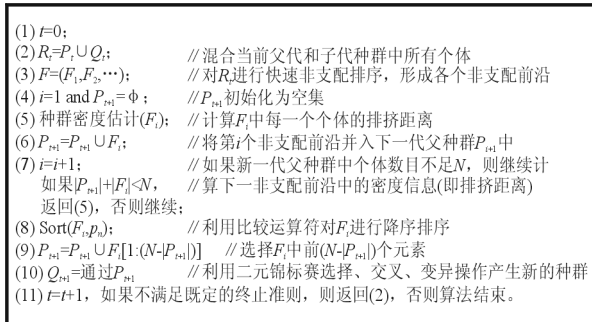 (1) t=0;
(2) Rₜ=Pₜ∪Qₜ; //混合当前父代和子代种群中所有个体
(3) F=(F₁,F₂,⋯); //对Rₜ进行快速非支配排序，形成各个非支配前沿
(4) i=1 and Pₜ₊₁=ϕ; //Pₜ₊₁初始化为空集
(5) 种群密度估计(Fᵢ); //计算Fᵢ中每一个个体的排挤距离
(6) Pₜ₊₁=Pₜ₊₁∪Fᵢ; //将第i个非支配前沿并入下一代父种群Pₜ₊₁中
(7) i=i+1; //如果新一代父种群中个体数目不足N，则继续计
如果|Pₜ₊₁|+|Fᵢ|<N, //算下一非支配前沿中的密度信息(即排挤距离)
返回(5)，否则继续;
(8) Sort(Fᵢ,pₙ); //利用比较运算符对Fᵢ进行降序排序
(9) Pₜ₊₁=Pₜ₊₁∪Fᵢ[1:(N-|Pₜ₊₁|)] //选择Fᵢ中前(N-|Pₜ₊₁|)个元素
(10) Qₜ₊₁=通过Pₜ₊₁ //利用二元锦标赛选择、交叉、变异操作产生新的种群
(11) t=t+1，如果不满足既定的终止准则，则返回(2)，否则算法结束。